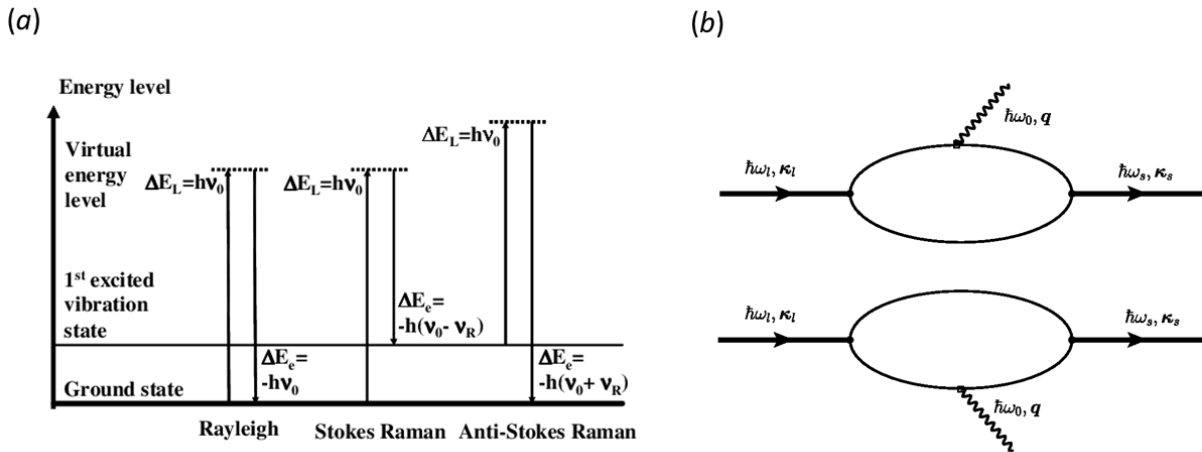 (a)
Energy level
Virtual
energy
level
ΔE_L=hν_0
ΔE_L=hν_0
ΔE_L=hν_0
1st excited
vibration
state
ΔE_e=
-h(ν_0- ν_R)
Ground state
ΔE_e=
-hν_0
ΔE_e=
-h(ν_0+ ν_R)
Rayleigh
Stokes Raman
Anti-Stokes Raman
(b)
ℏω_0, q
ℏω_l, κ_l
ℏω_s, κ_s
ℏω_l, κ_l
ℏω_s, κ_s
ℏω_0, q